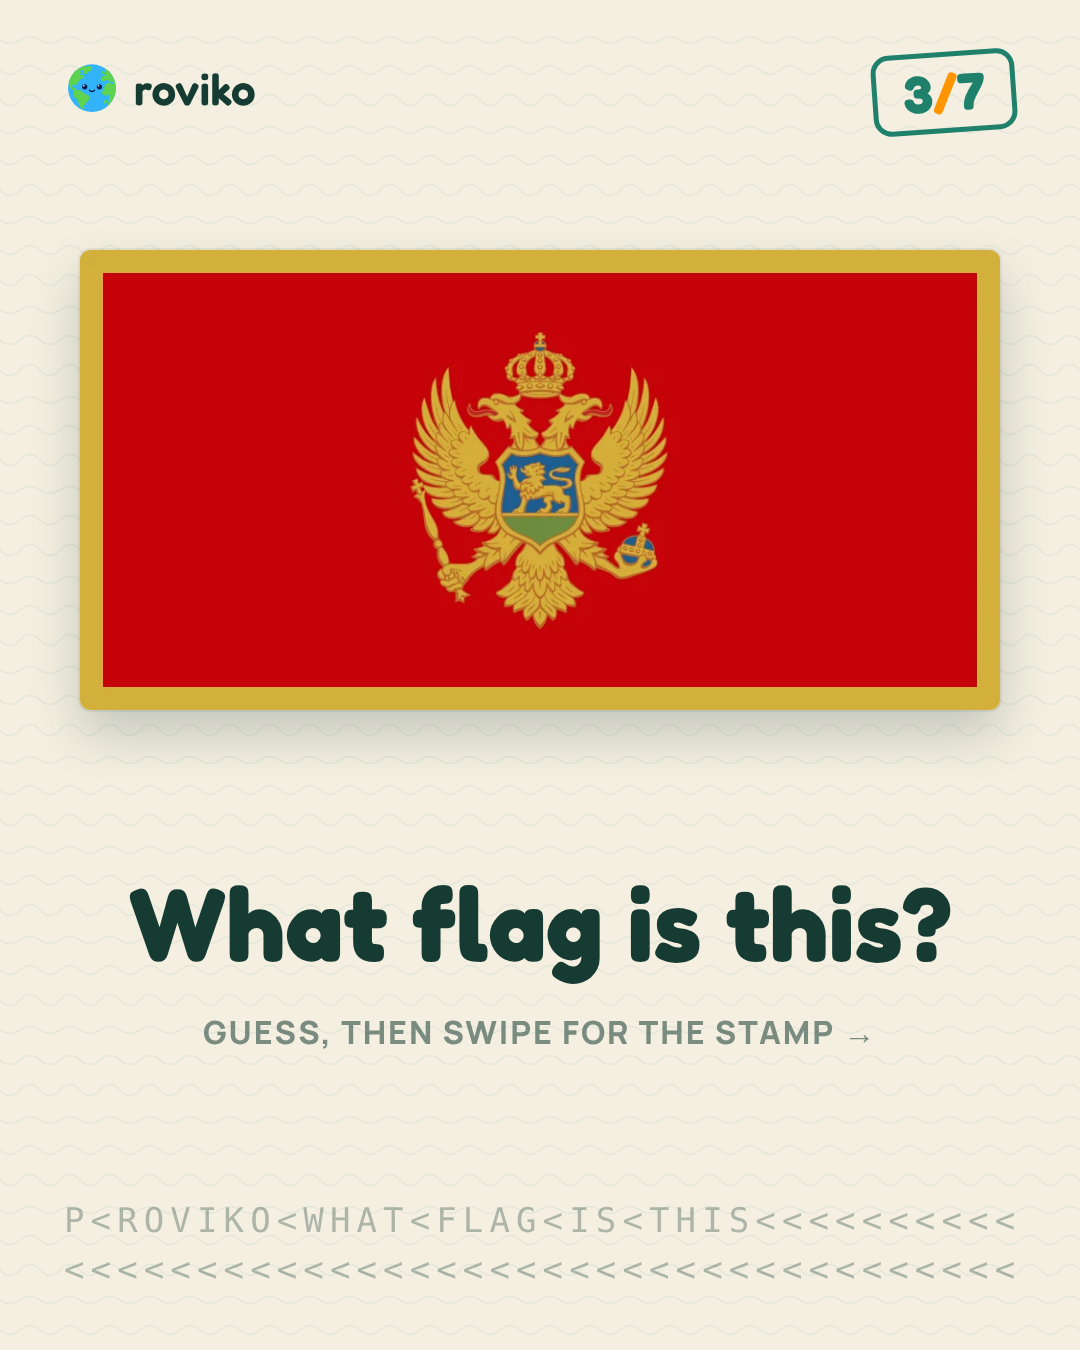 roviko
3/7
What flag is this?
GUESS, THEN SWIPE FOR THE STAMP →
P<ROVIKO<WHAT<FLAG<IS<THIS<<<<<<<<<<
<<<<<<<<<<<<<<<<<<<<<<<<<<<<<<<<<<<<